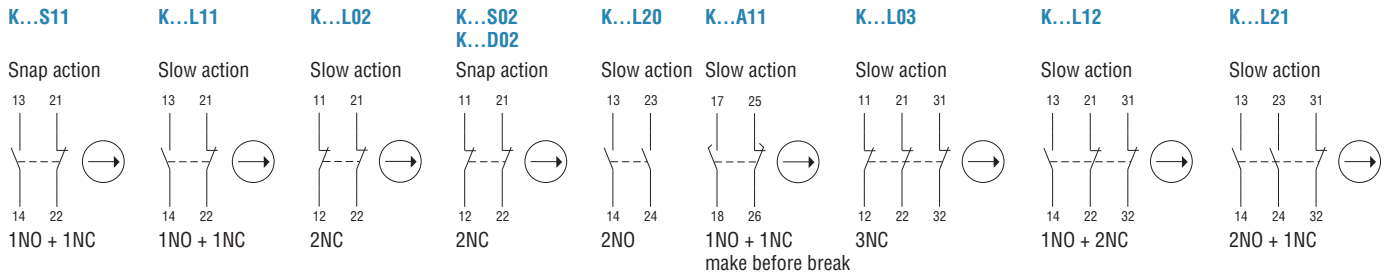 K...S11 K...L11 K...L02 K...S02 K...L20 K...A11 K...L03 K...L12 K...L21
K...D02
Snap action Slow action Slow action Snap action Slow action Slow action Slow action Slow action Slow action
13 21 13 21 11 21 11 21 13 23 17 25 11 21 31 13 21 31 13 23 31
14 22 14 22 12 22 12 22 14 24 18 26 12 22 32 14 22 32 14 24 32
1NO + 1NC 1NO + 1NC 2NC 2NC 2NO 1NO + 1NC 3NC 1NO + 2NC 2NO + 1NC
make before break